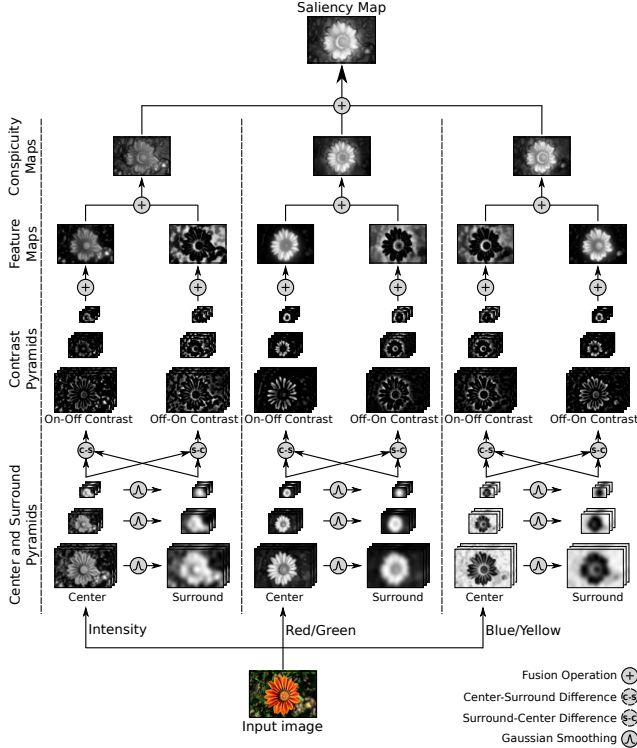 Saliency Map
Conspicuity
Maps
Feature
Maps
Contrast
Pyramids
On-Off Contrast
Off-On Contrast
On-Off Contrast
Off-On Contrast
On-Off Contrast
Off-On Contrast
C-S
S-C
C-S
S-C
C-S
S-C
Center and Surround
Pyramids
Center
Surround
Center
Surround
Center
Surround
Intensity
Red/Green
Blue/Yellow
Input image
Fusion Operation
Center-Surround Difference C-S
Surround-Center Difference S-C
Gaussian Smoothing